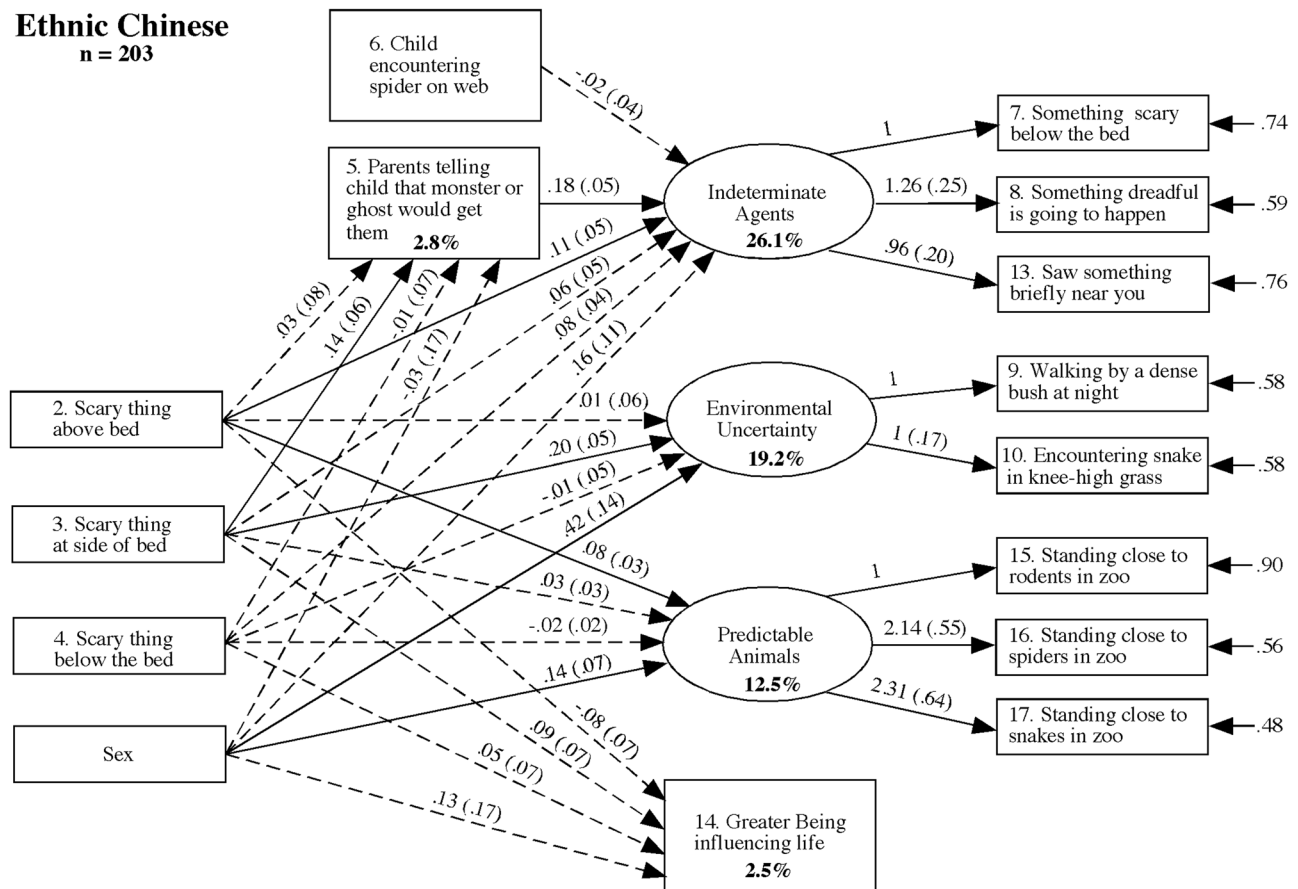 Ethnic Chinese
n = 203
6. Child
encountering
spider on web
-.02 (.04)
5. Parents telling
child that monster or
ghost would get
them
2.8%
.18 (.05)
Indeterminate
Agents
26.1%
1
7. Something scary
below the bed
.74
1.26 (.25)
8. Something dreadful
is going to happen
.59
.96 (.20)
13. Saw something
briefly near you
.76
.03 (.08)
.14 (.06)
-.01 (.07)
-.03 (.17)
.11 (.05)
.06 (.05)
.08 (.04)
.16 (.11)
2. Scary thing
above bed
3. Scary thing
at side of bed
4. Scary thing
below the bed
Sex
.01 (.06)
.20 (.05)
-.01 (.05)
.42 (.14)
Environmental
Uncertainty
19.2%
1
9. Walking by a dense
bush at night
.58
1 (.17)
10. Encountering snake
in knee-high grass
.58
.08 (.03)
.03 (.03)
-.02 (.02)
.14 (.07)
Predictable
Animals
12.5%
1
15. Standing close to
rodents in zoo
.90
2.14 (.55)
16. Standing close to
spiders in zoo
.56
2.31 (.64)
17. Standing close to
snakes in zoo
.48
-.08 (.07)
.09 (.07)
.05 (.07)
.13 (.17)
14. Greater Being
influencing life
2.5%